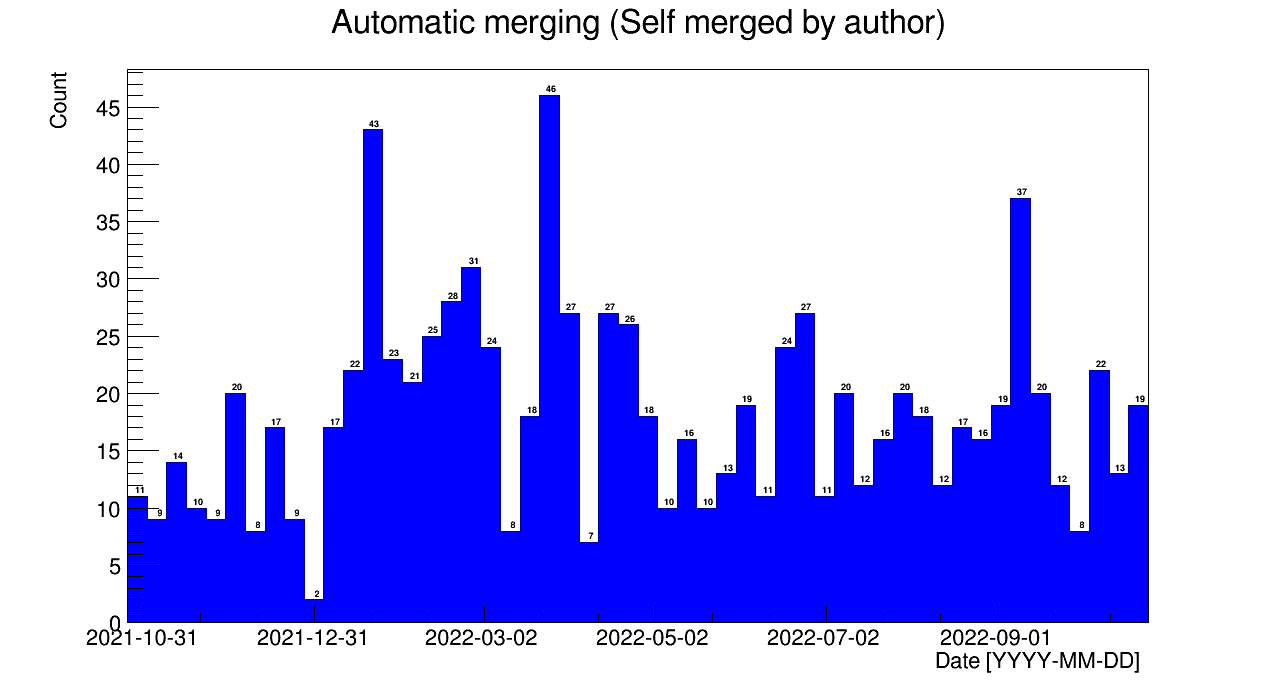 Automatic merging (Self merged by author)
Count
45
40
35
30
25
20
15
10
5
0
11 9 14 10 9 20 8 17 9 2 17 22 43 23 21 25 28 31 24 8 18 46 27 7 27 26 18 10 16 10 13 19 11 24 27 11 20 12 16 20 18 12 17 16 19 37 20 12 8 22 13 19
2021-10-31 2021-12-31 2022-03-02 2022-05-02 2022-07-02 2022-09-01
Date [YYYY-MM-DD]